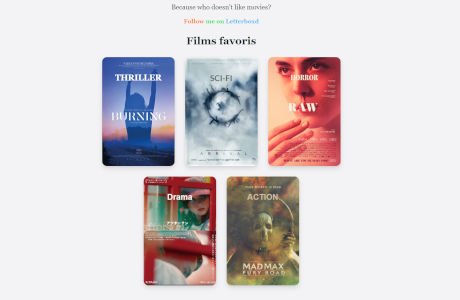 Because who doesn't like movies?
Follow me on Letterboxd
Films favoris
THRILLER
BURNING
SCI-FI
ARRIVAL
HORROR
RAW
Drama
ACTION
MAD MAX
FURY ROAD